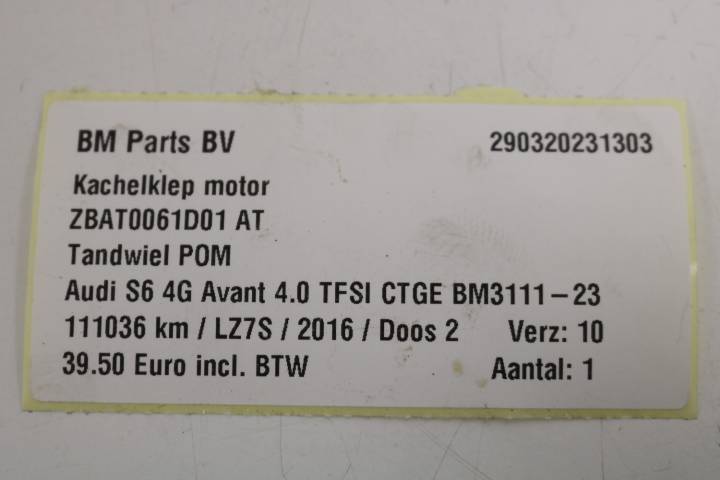 BM Parts BV 290320231303
Kachelklep motor
ZBAT0061D01 AT
Tandwiel POM
Audi S6 4G Avant 4.0 TFSI CTGE BM3111-23
111036 km / LZ7S / 2016 / Doos 2 Verz: 10
39.50 Euro incl. BTW Aantal: 1